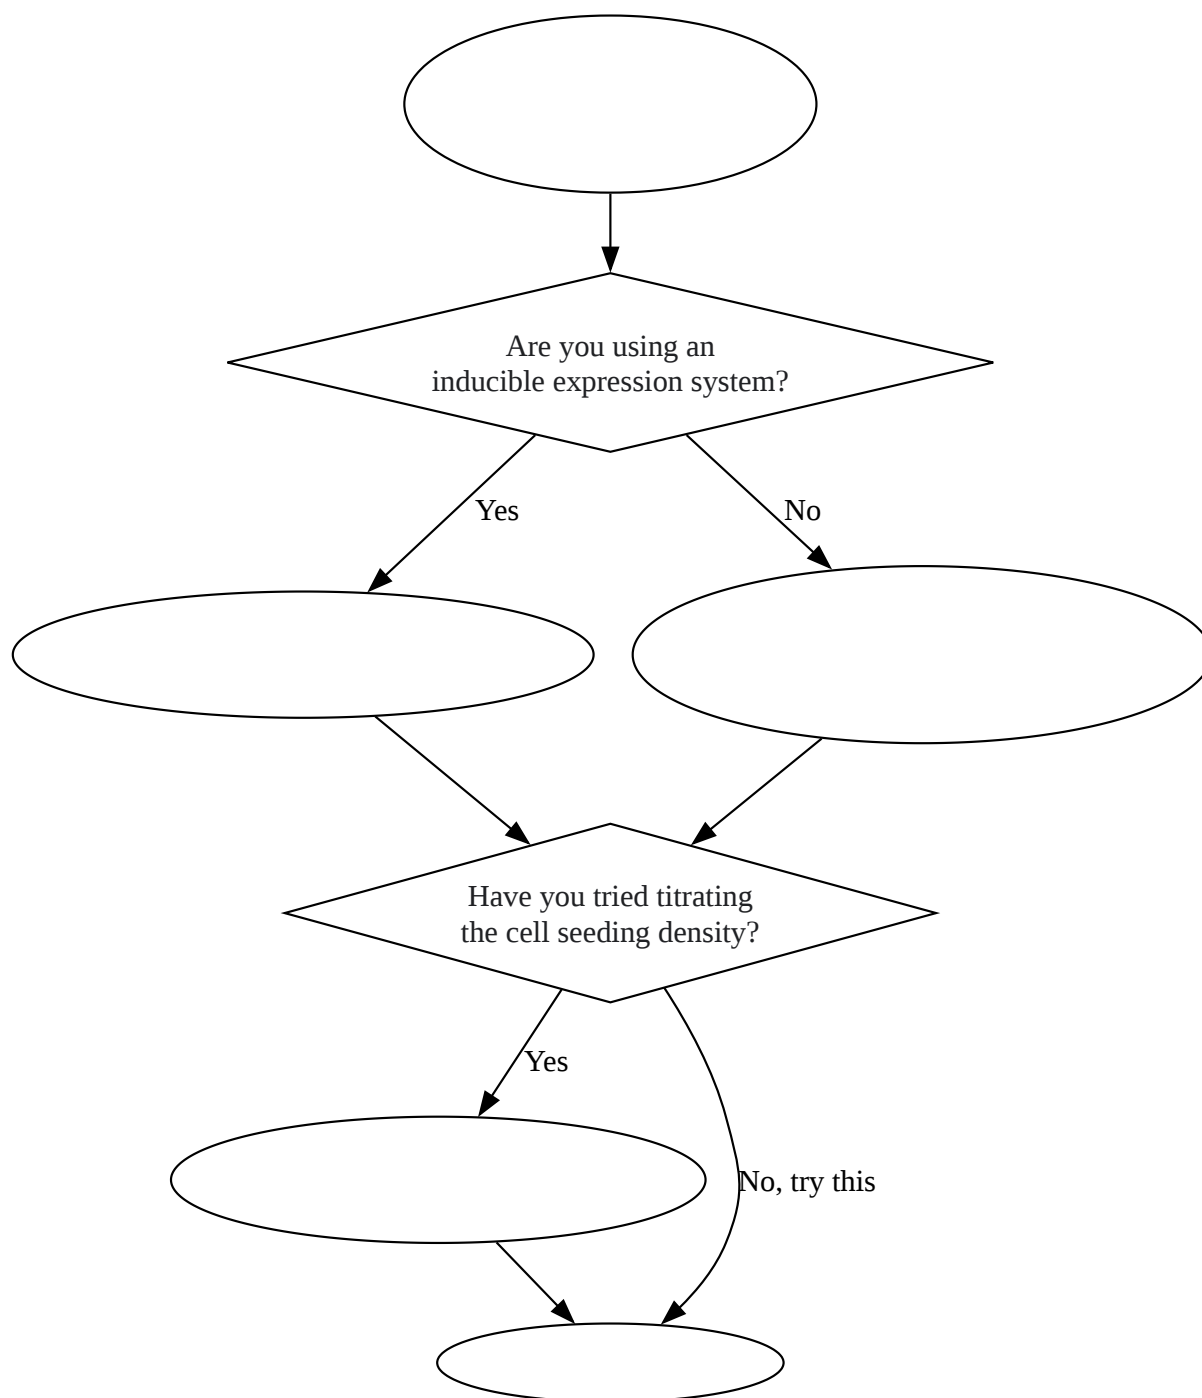 Are you using an
inducible expression system?
Yes
No
Have you tried titrating
the cell seeding density?
Yes
No, try this